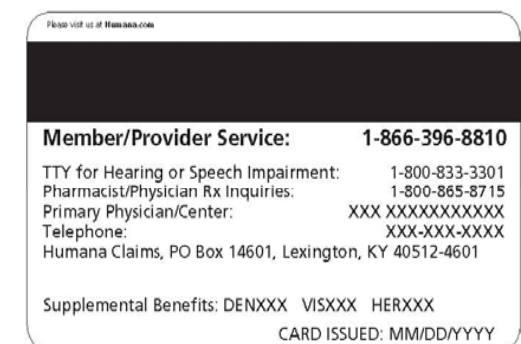 Please visit us at Humana.com
Member/Provider Service: 1-866-396-8810
TTY for Hearing or Speech Impairment: 1-800-833-3301
Pharmacist/Physician Rx Inquiries: 1-800-865-8715
Primary Physician/Center: XXX XXXXXXXXXXX
Telephone: XXX-XXX-XXXX
Humana Claims, PO Box 14601, Lexington, KY 40512-4601
Supplemental Benefits: DENXXX VISXXX HERXXX
CARD ISSUED: MM/DD/YYYY